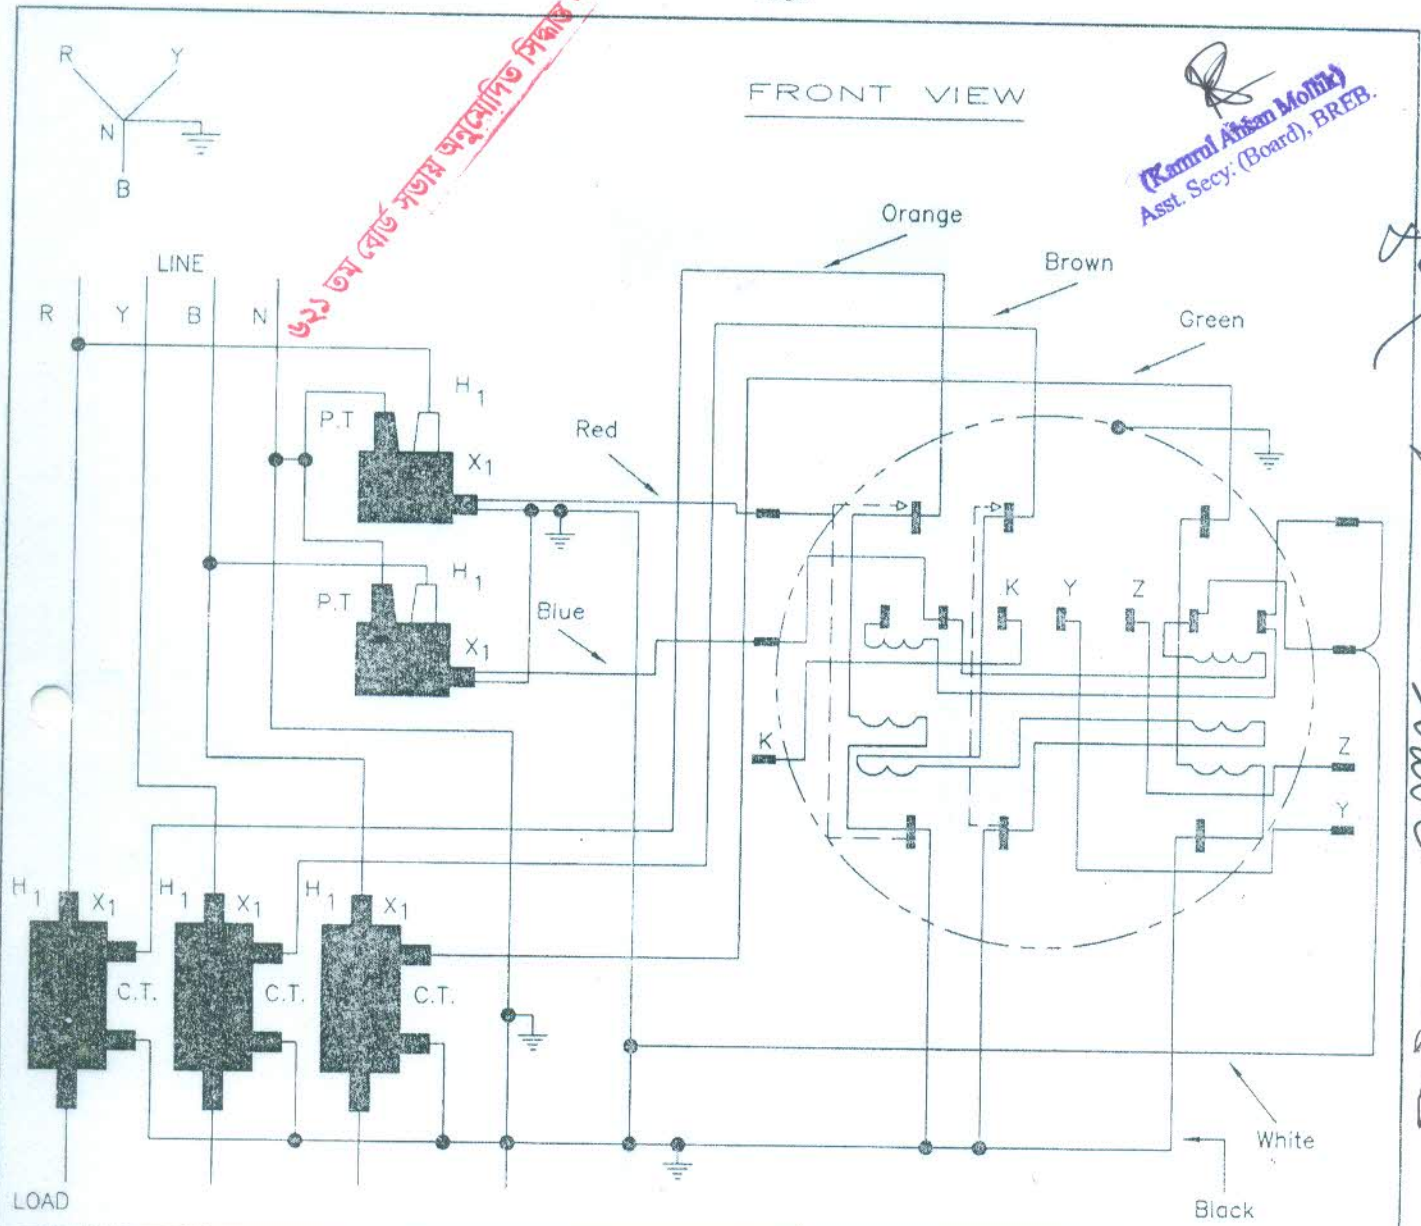 R Y
N
B
FRONT VIEW
(Kamrul Ahsan Mollik)
Asst. Secy: (Board), BREB.
৬২১ তম বোর্ড সভায় অনুমোদিত সিদ্ধান্ত
LINE
R Y B N
Orange
Brown
Green
P.T H1
X1
Red
P.T H1
X1
Blue
K Y Z
K
Z
Y
H1 X1 H1 X1 H1 X1
C.T. C.T. C.T.
LOAD
White
Black